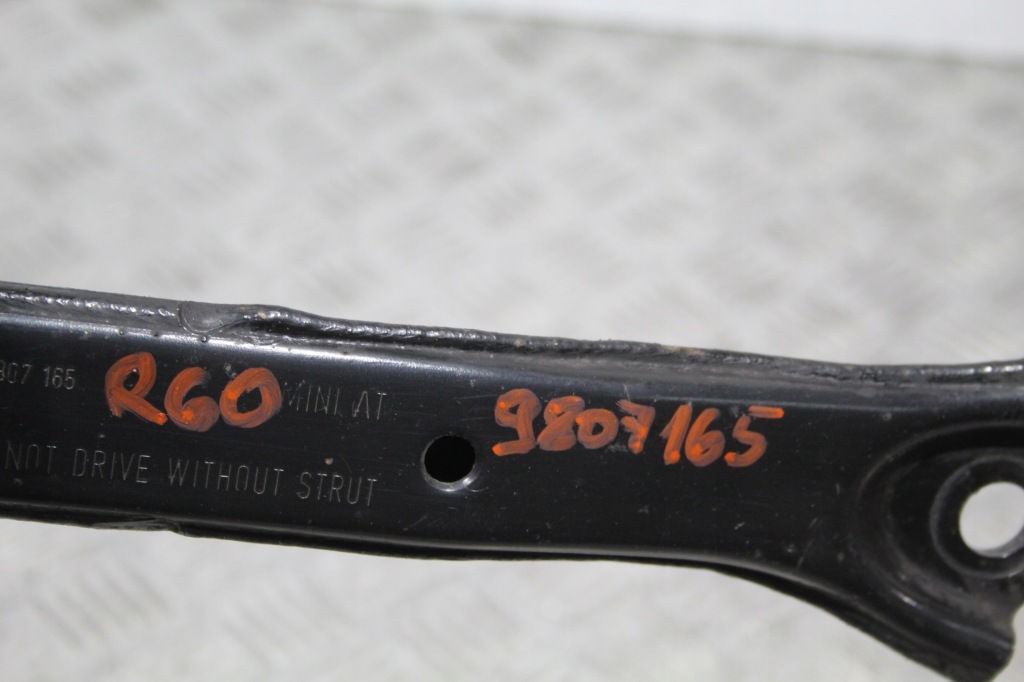 807 165 R60 MINI AT 9807165
NOT DRIVE WITHOUT STRUT